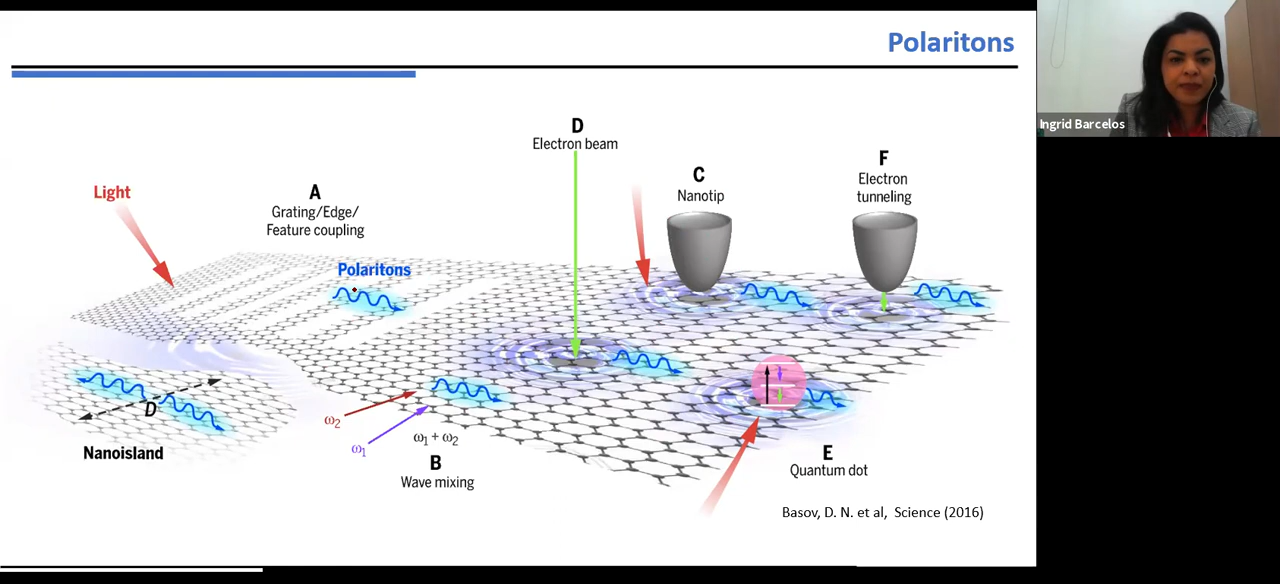 Polaritons
Ingrid Barcelos
D
Electron beam
C
Nanotip
F
Electron
tunneling
Light
A
Grating/Edge/
Feature coupling
Polaritons
D
Nanoisland
ω2
ω1
ω1 + ω2
B
Wave mixing
E
Quantum dot
Basov, D. N. et al, Science (2016)